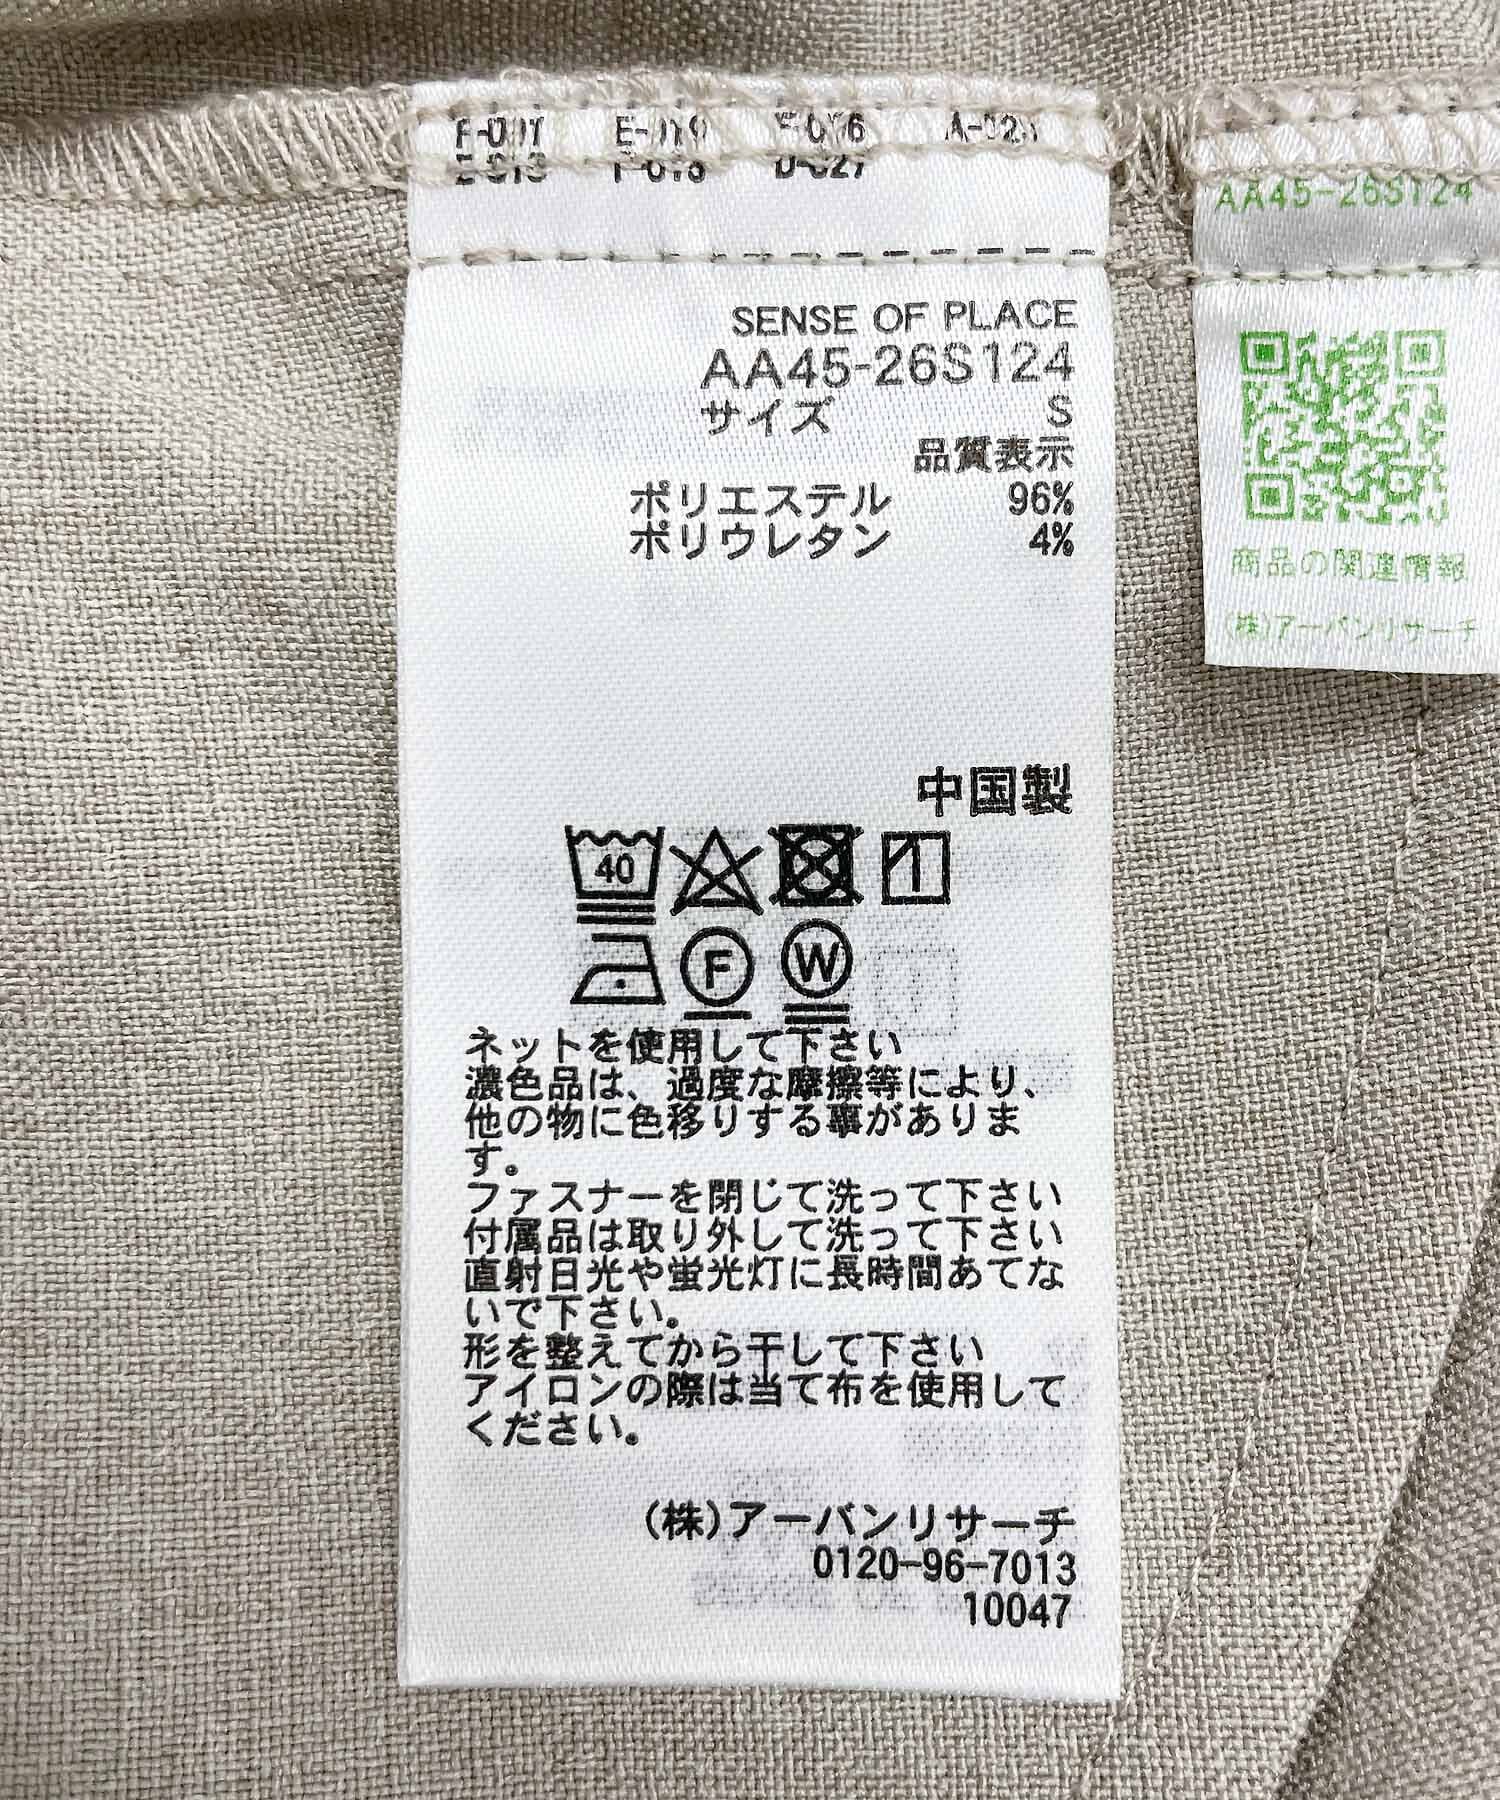 SENSE OF PLACE
AA45-26S124
サイズ S
品質表示
ポリエステル 96%
ポリウレタン 4%
中国製
40
1
F W
ネットを使用して下さい
濃色品は、過度な摩擦等により、
他の物に色移りする事がありま
す。
ファスナーを閉じて洗って下さい
付属品は取り外して洗って下さい
直射日光や蛍光灯に長時間あてな
いで下さい。
形を整えてから干して下さい
アイロンの際は当て布を使用して
ください。
(株)アーバンリサーチ
0120-96-7013
10047
AA45-26S124
商品の関連情報
(株)アーバンリサーチ